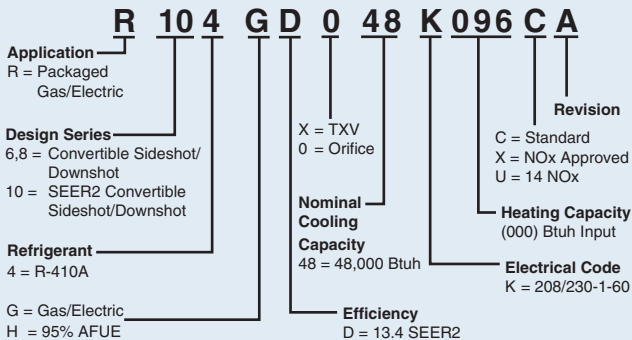 R 10 4 G D 0 48 K 096 C A
Application
R = Packaged
Gas/Electric
Design Series
6,8 = Convertible Sideshot/
Downshot
10 = SEER2 Convertible
Sideshot/Downshot
Refrigerant
4 = R-410A
G = Gas/Electric
H = 95% AFUE
X = TXV
0 = Orifice
Nominal
Cooling
Capacity
48 = 48,000 Btuh
Efficiency
D = 13.4 SEER2
Revision
C = Standard
X = NOx Approved
U = 14 NOx
Heating Capacity
(000) Btuh Input
Electrical Code
K = 208/230-1-60